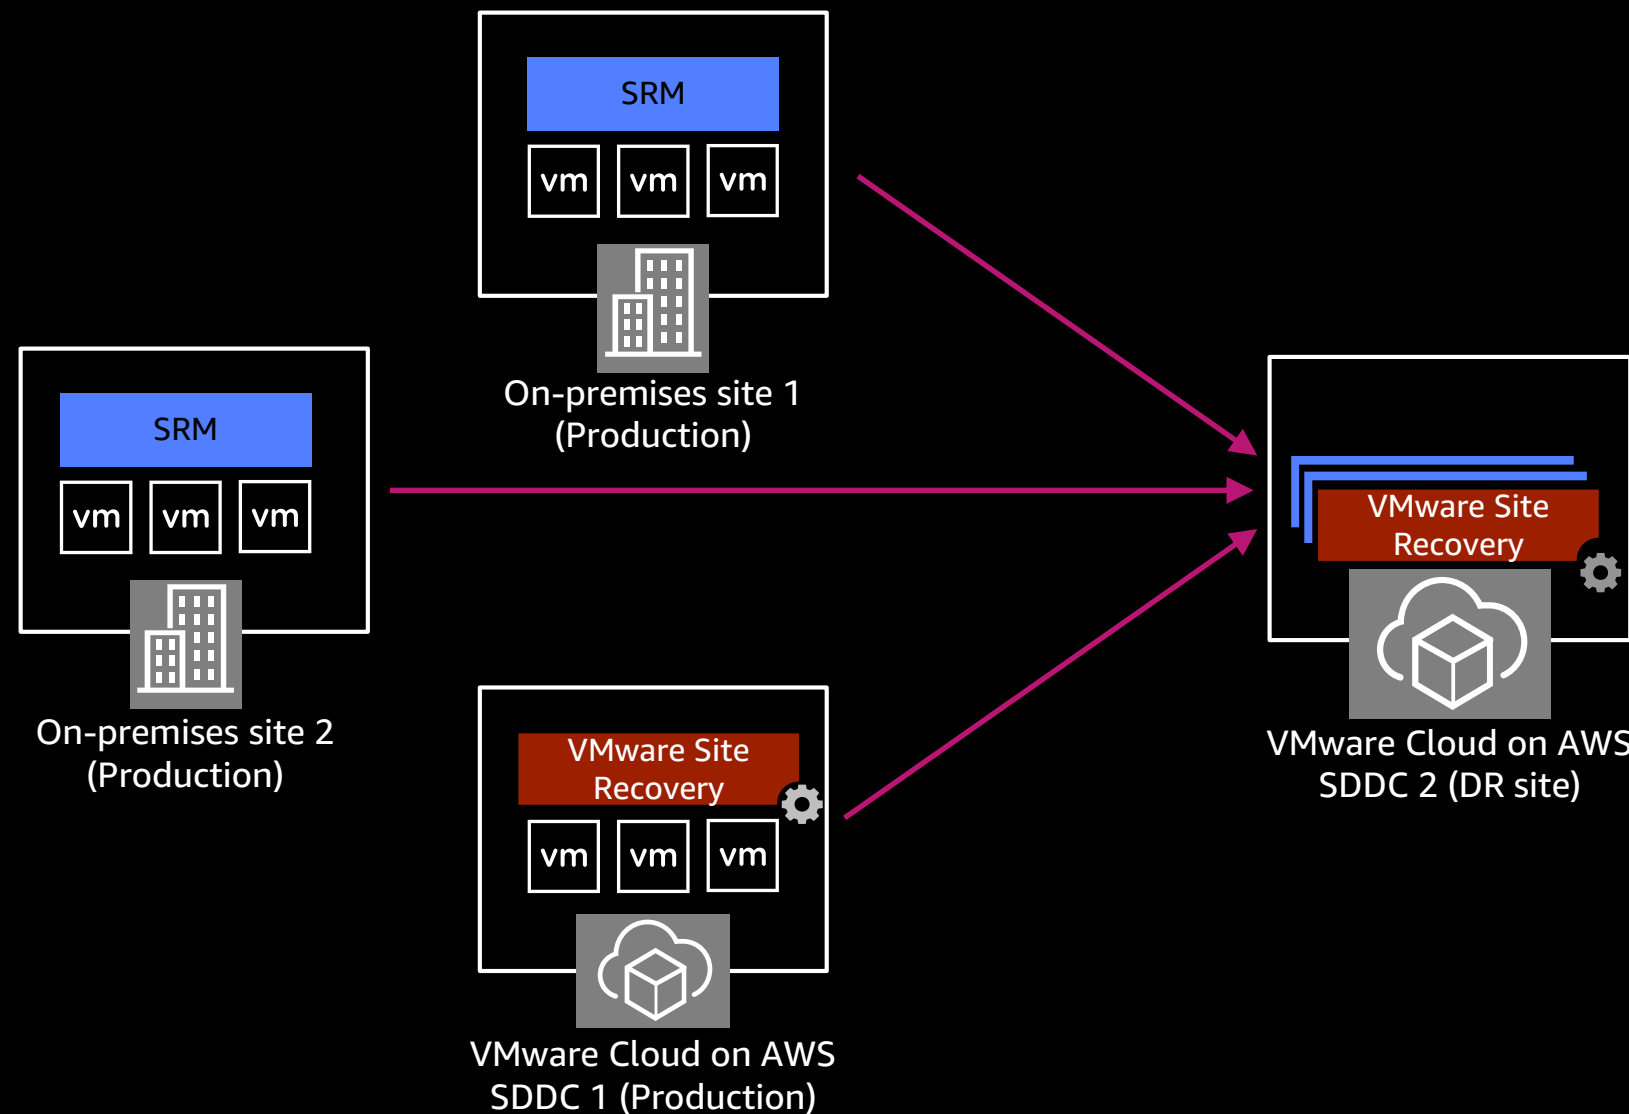 SRM
vm vm vm
On-premises site 1
(Production)
SRM
vm vm vm
On-premises site 2
(Production)
VMware Site
Recovery
vm vm vm
VMware Cloud on AWS
SDDC 1 (Production)
VMware Site
Recovery
VMware Cloud on AWS
SDDC 2 (DR site)